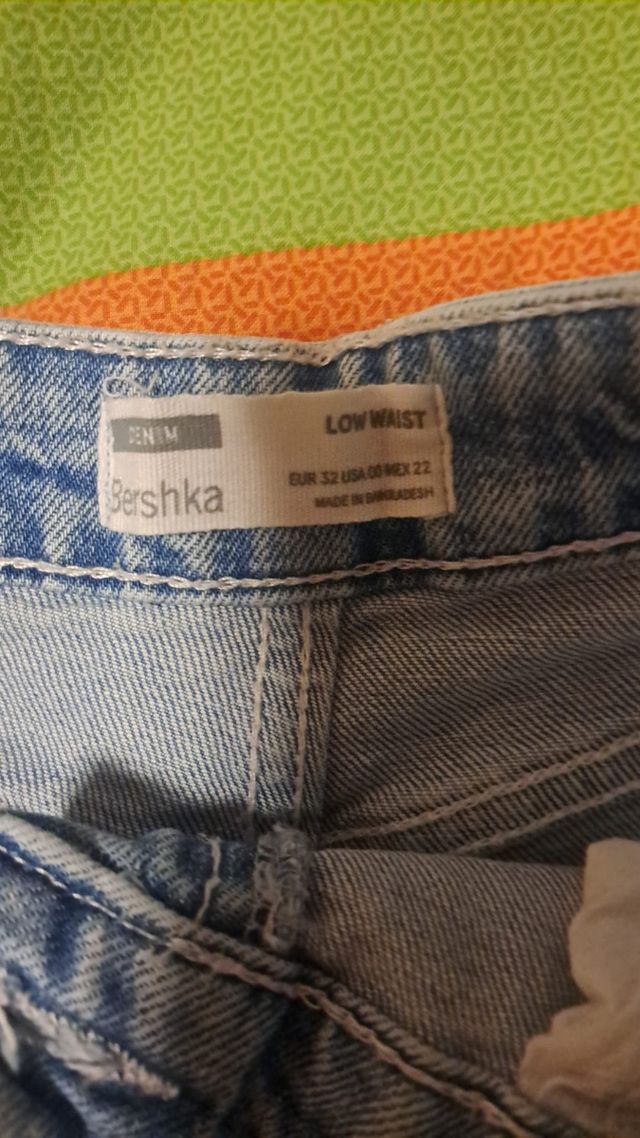 DENIM
LOW WAIST
Bershka
EUR 32 USA 00 MEX 22
MADE IN BANGLADESH